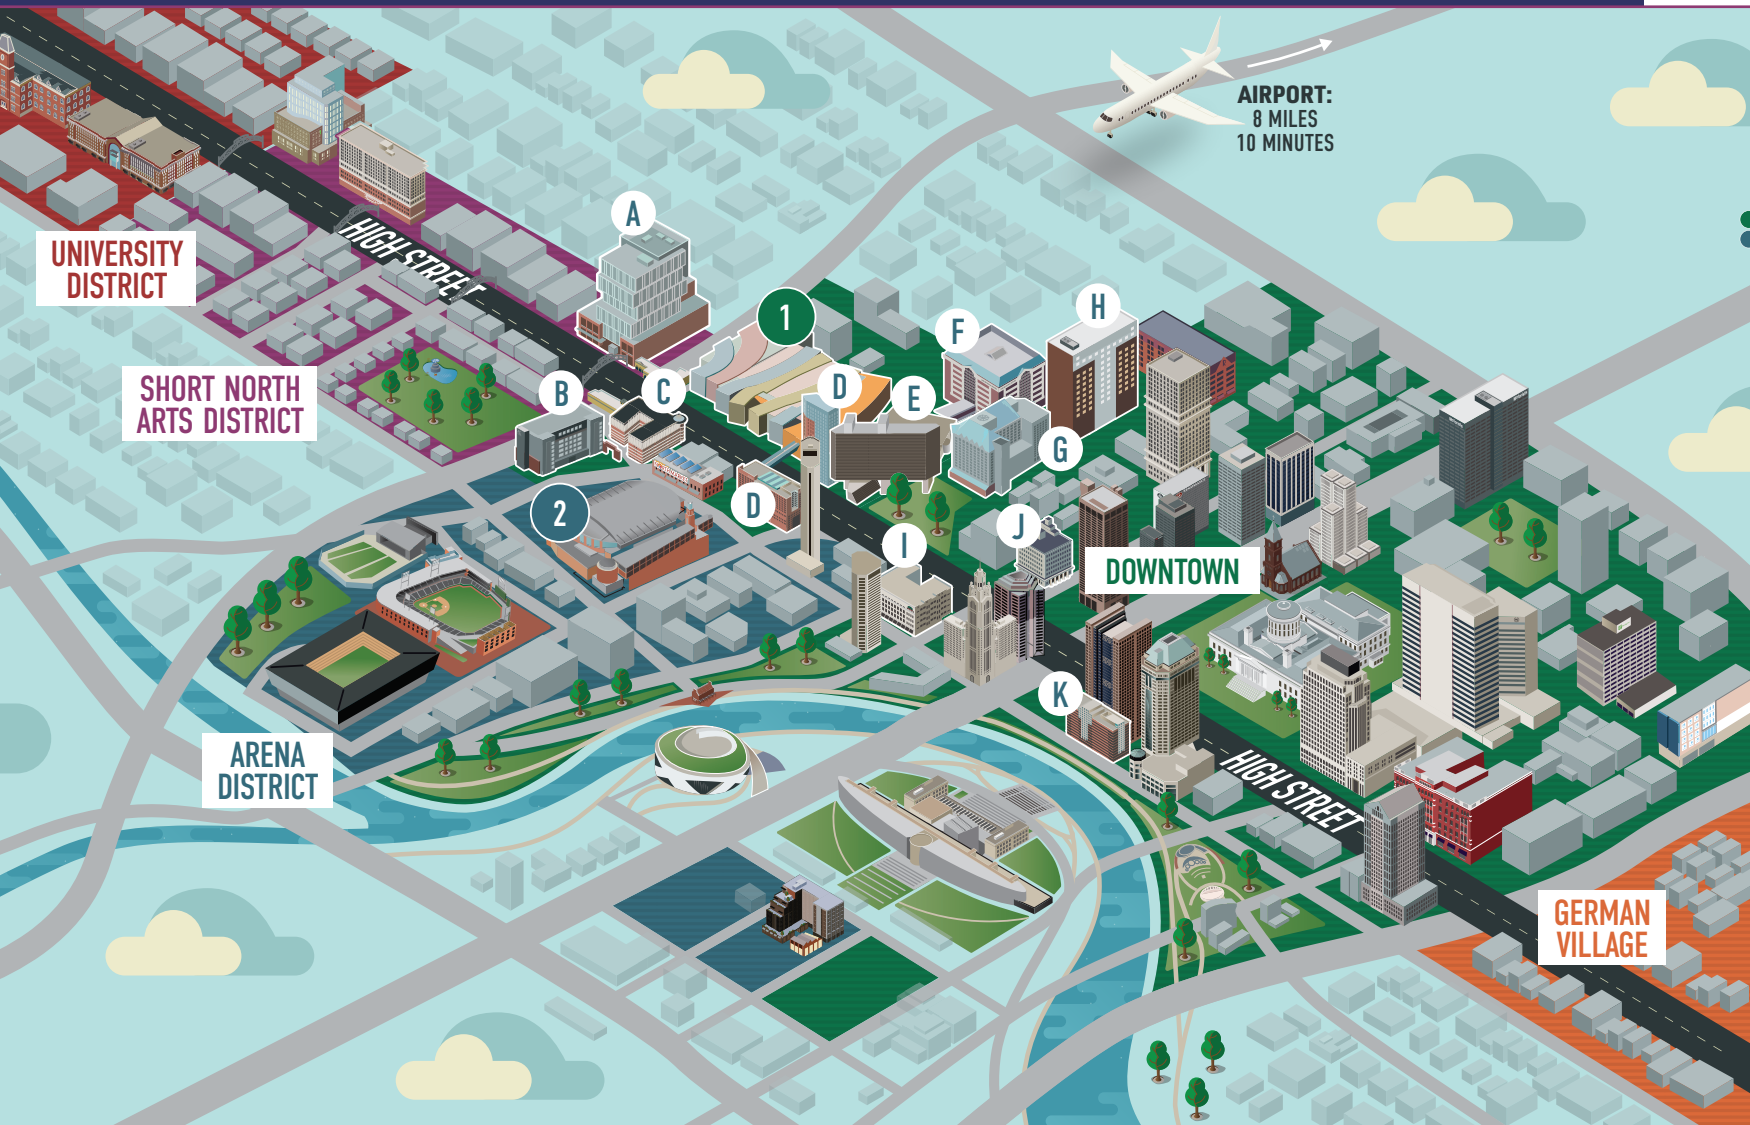 AIRPORT:
8 MILES
10 MINUTES
UNIVERSITY
DISTRICT
HIGH STREET
A
1
H
F
SHORT NORTH
ARTS DISTRICT
B
C
D
E
G
D
2
I
J
DOWNTOWN
K
ARENA
DISTRICT
HIGH STREET
GERMAN
VILLAGE